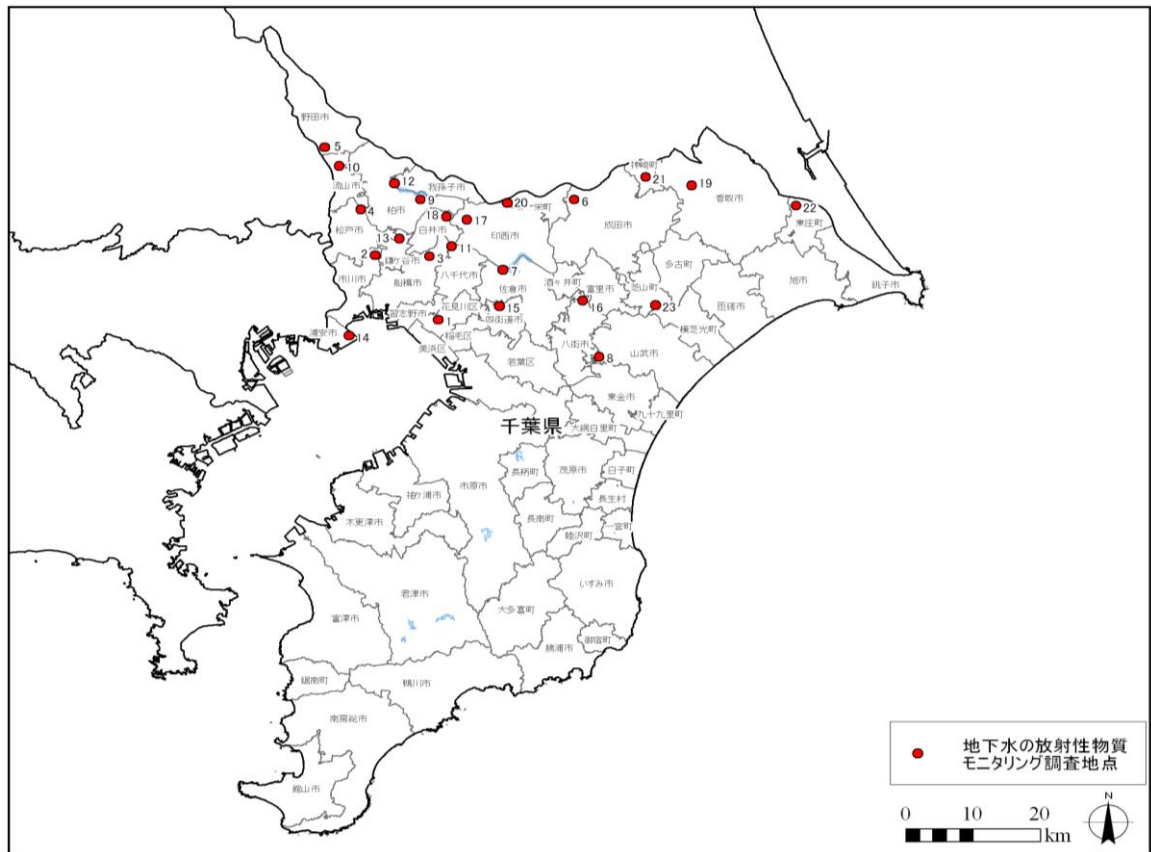 野田市
5
10
流山市
12
我孫子市
柏市
9
4
松戸市
18
白井市
17
20
栄町
6
印西市
13
2
鎌ケ谷市
3
11
市川市
船橋市
八千代市
7
佐倉市
酒々井町
成田市
神崎町
21
19
香取市
22
東庄町
多古町
旭市
銚子市
匝瑳市
横芝光町
富里市
芝山町
16
23
花見川区
15
四街道市
習志野市
1
稲毛区
美浜区
浦安市
14
若葉区
八街市
8
山武市
東金市
九十九里町
大網白里町
千葉県
市原市
長柄町
茂原市
白子町
長生村
長南町
一宮町
睦沢町
袖ケ浦市
木更津市
君津市
富津市
いすみ市
大多喜町
御宿町
勝浦市
鋸南町
鴨川市
南房総市
館山市
地下水の放射性物質
モニタリング調査地点
N
0 10 20
km